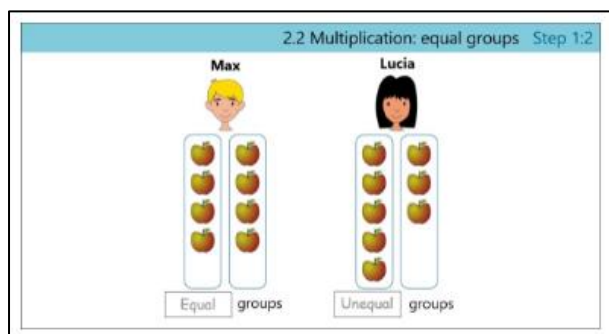 2.2 Multiplication: equal groups Step 1:2
Max Lucia
Equal groups Unequal groups